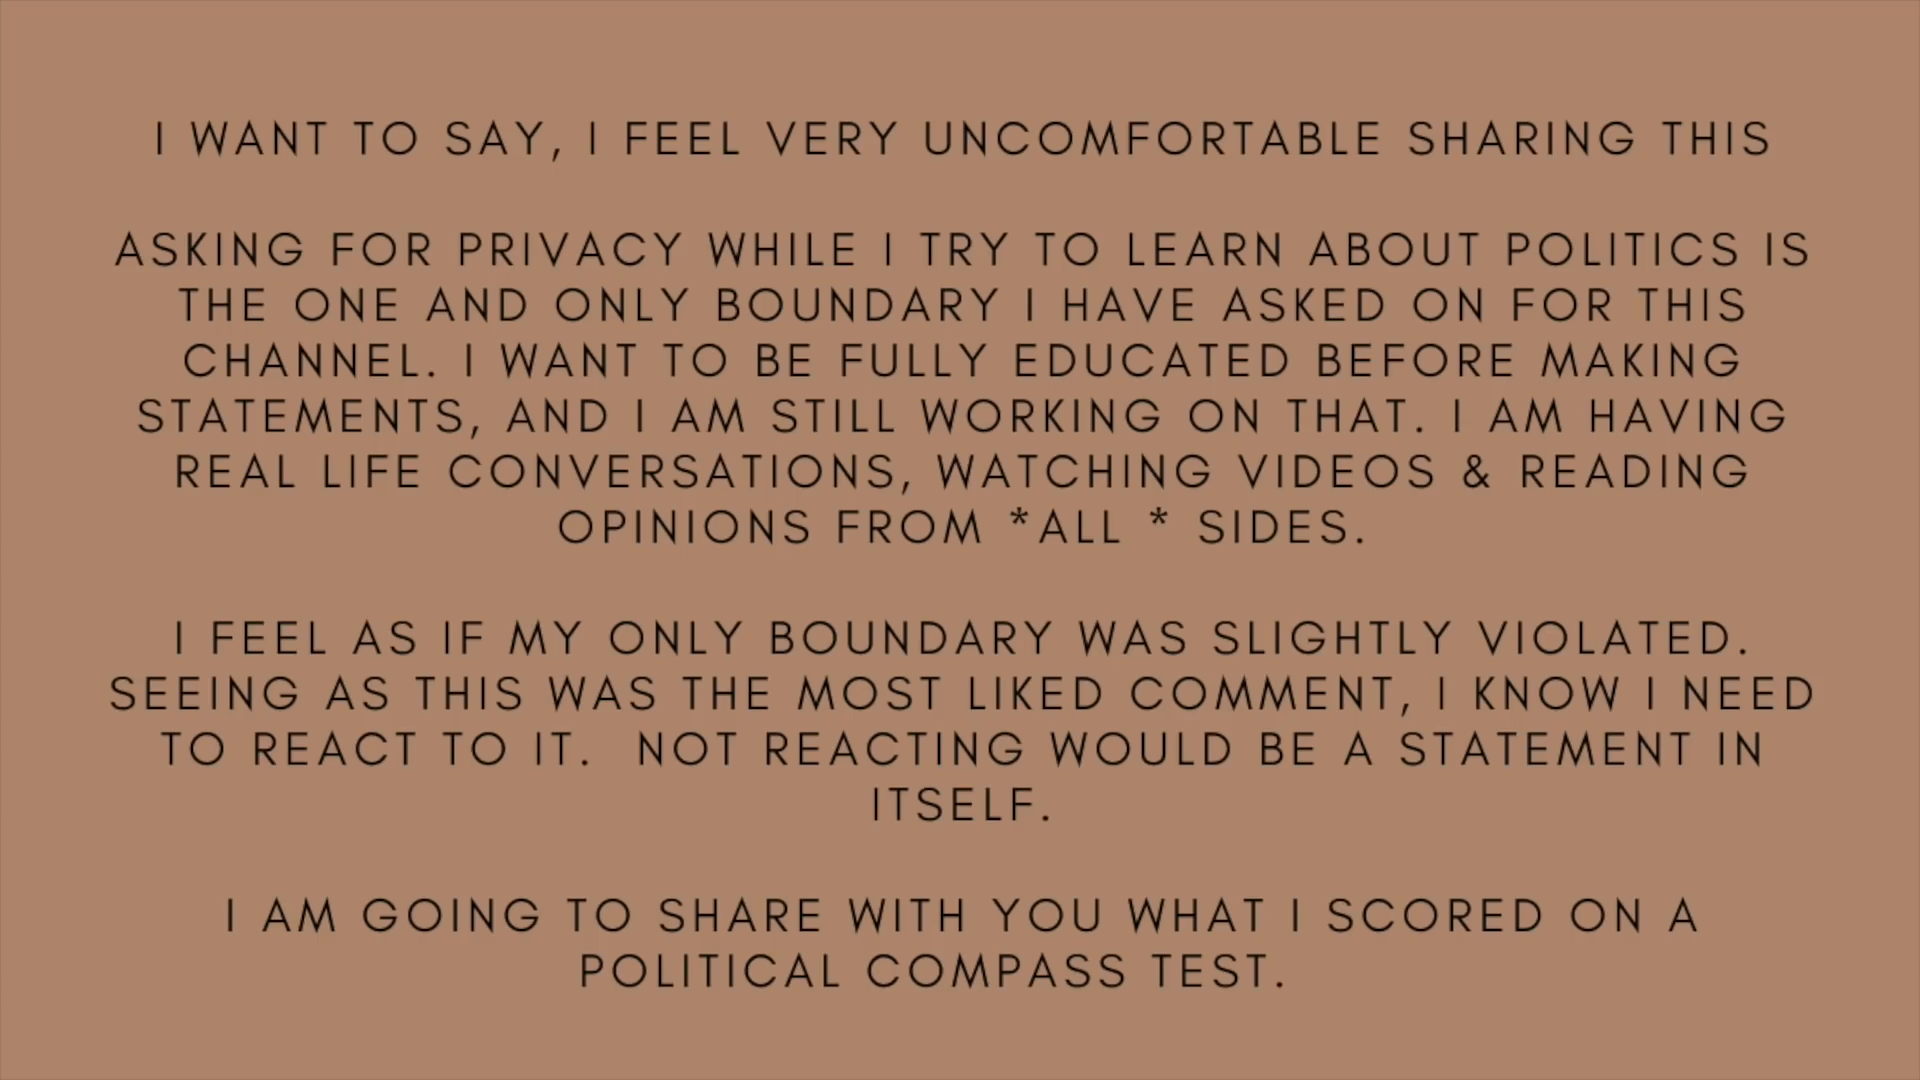 I WANT TO SAY, I FEEL VERY UNCOMFORTABLE SHARING THIS
ASKING FOR PRIVACY WHILE I TRY TO LEARN ABOUT POLITICS IS
THE ONE AND ONLY BOUNDARY I HAVE ASKED ON FOR THIS
CHANNEL. I WANT TO BE FULLY EDUCATED BEFORE MAKING
STATEMENTS, AND I AM STILL WORKING ON THAT. I AM HAVING
REAL LIFE CONVERSATIONS, WATCHING VIDEOS & READING
OPINIONS FROM *ALL * SIDES.
I FEEL AS IF MY ONLY BOUNDARY WAS SLIGHTLY VIOLATED.
SEEING AS THIS WAS THE MOST LIKED COMMENT, I KNOW I NEED
TO REACT TO IT.  NOT REACTING WOULD BE A STATEMENT IN
ITSELF.
I AM GOING TO SHARE WITH YOU WHAT I SCORED ON A
POLITICAL COMPASS TEST.